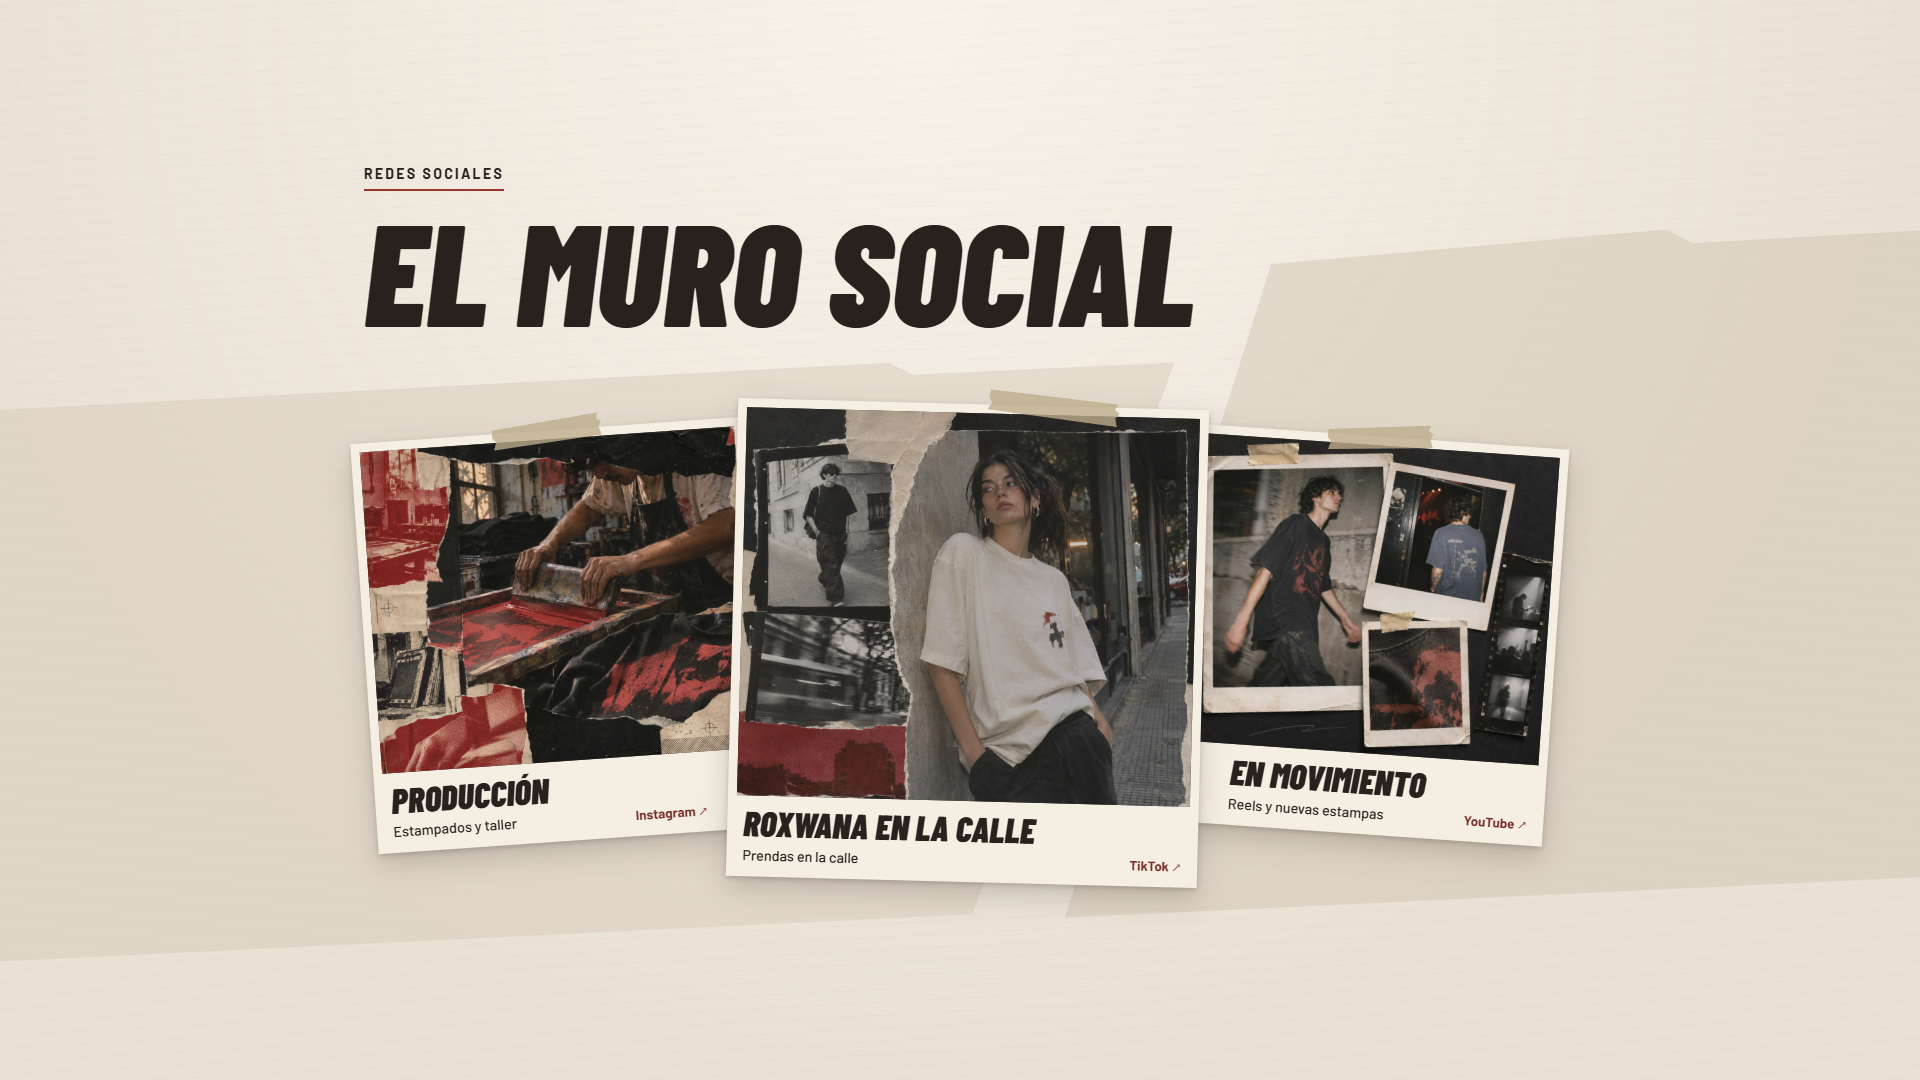 REDES SOCIALES
EL MURO SOCIAL
PRODUCCIÓN
Estampados y taller
Instagram ↗
ROXWANA EN LA CALLE
Prendas en la calle
TikTok ↗
EN MOVIMIENTO
Reels y nuevas estampas
YouTube ↗